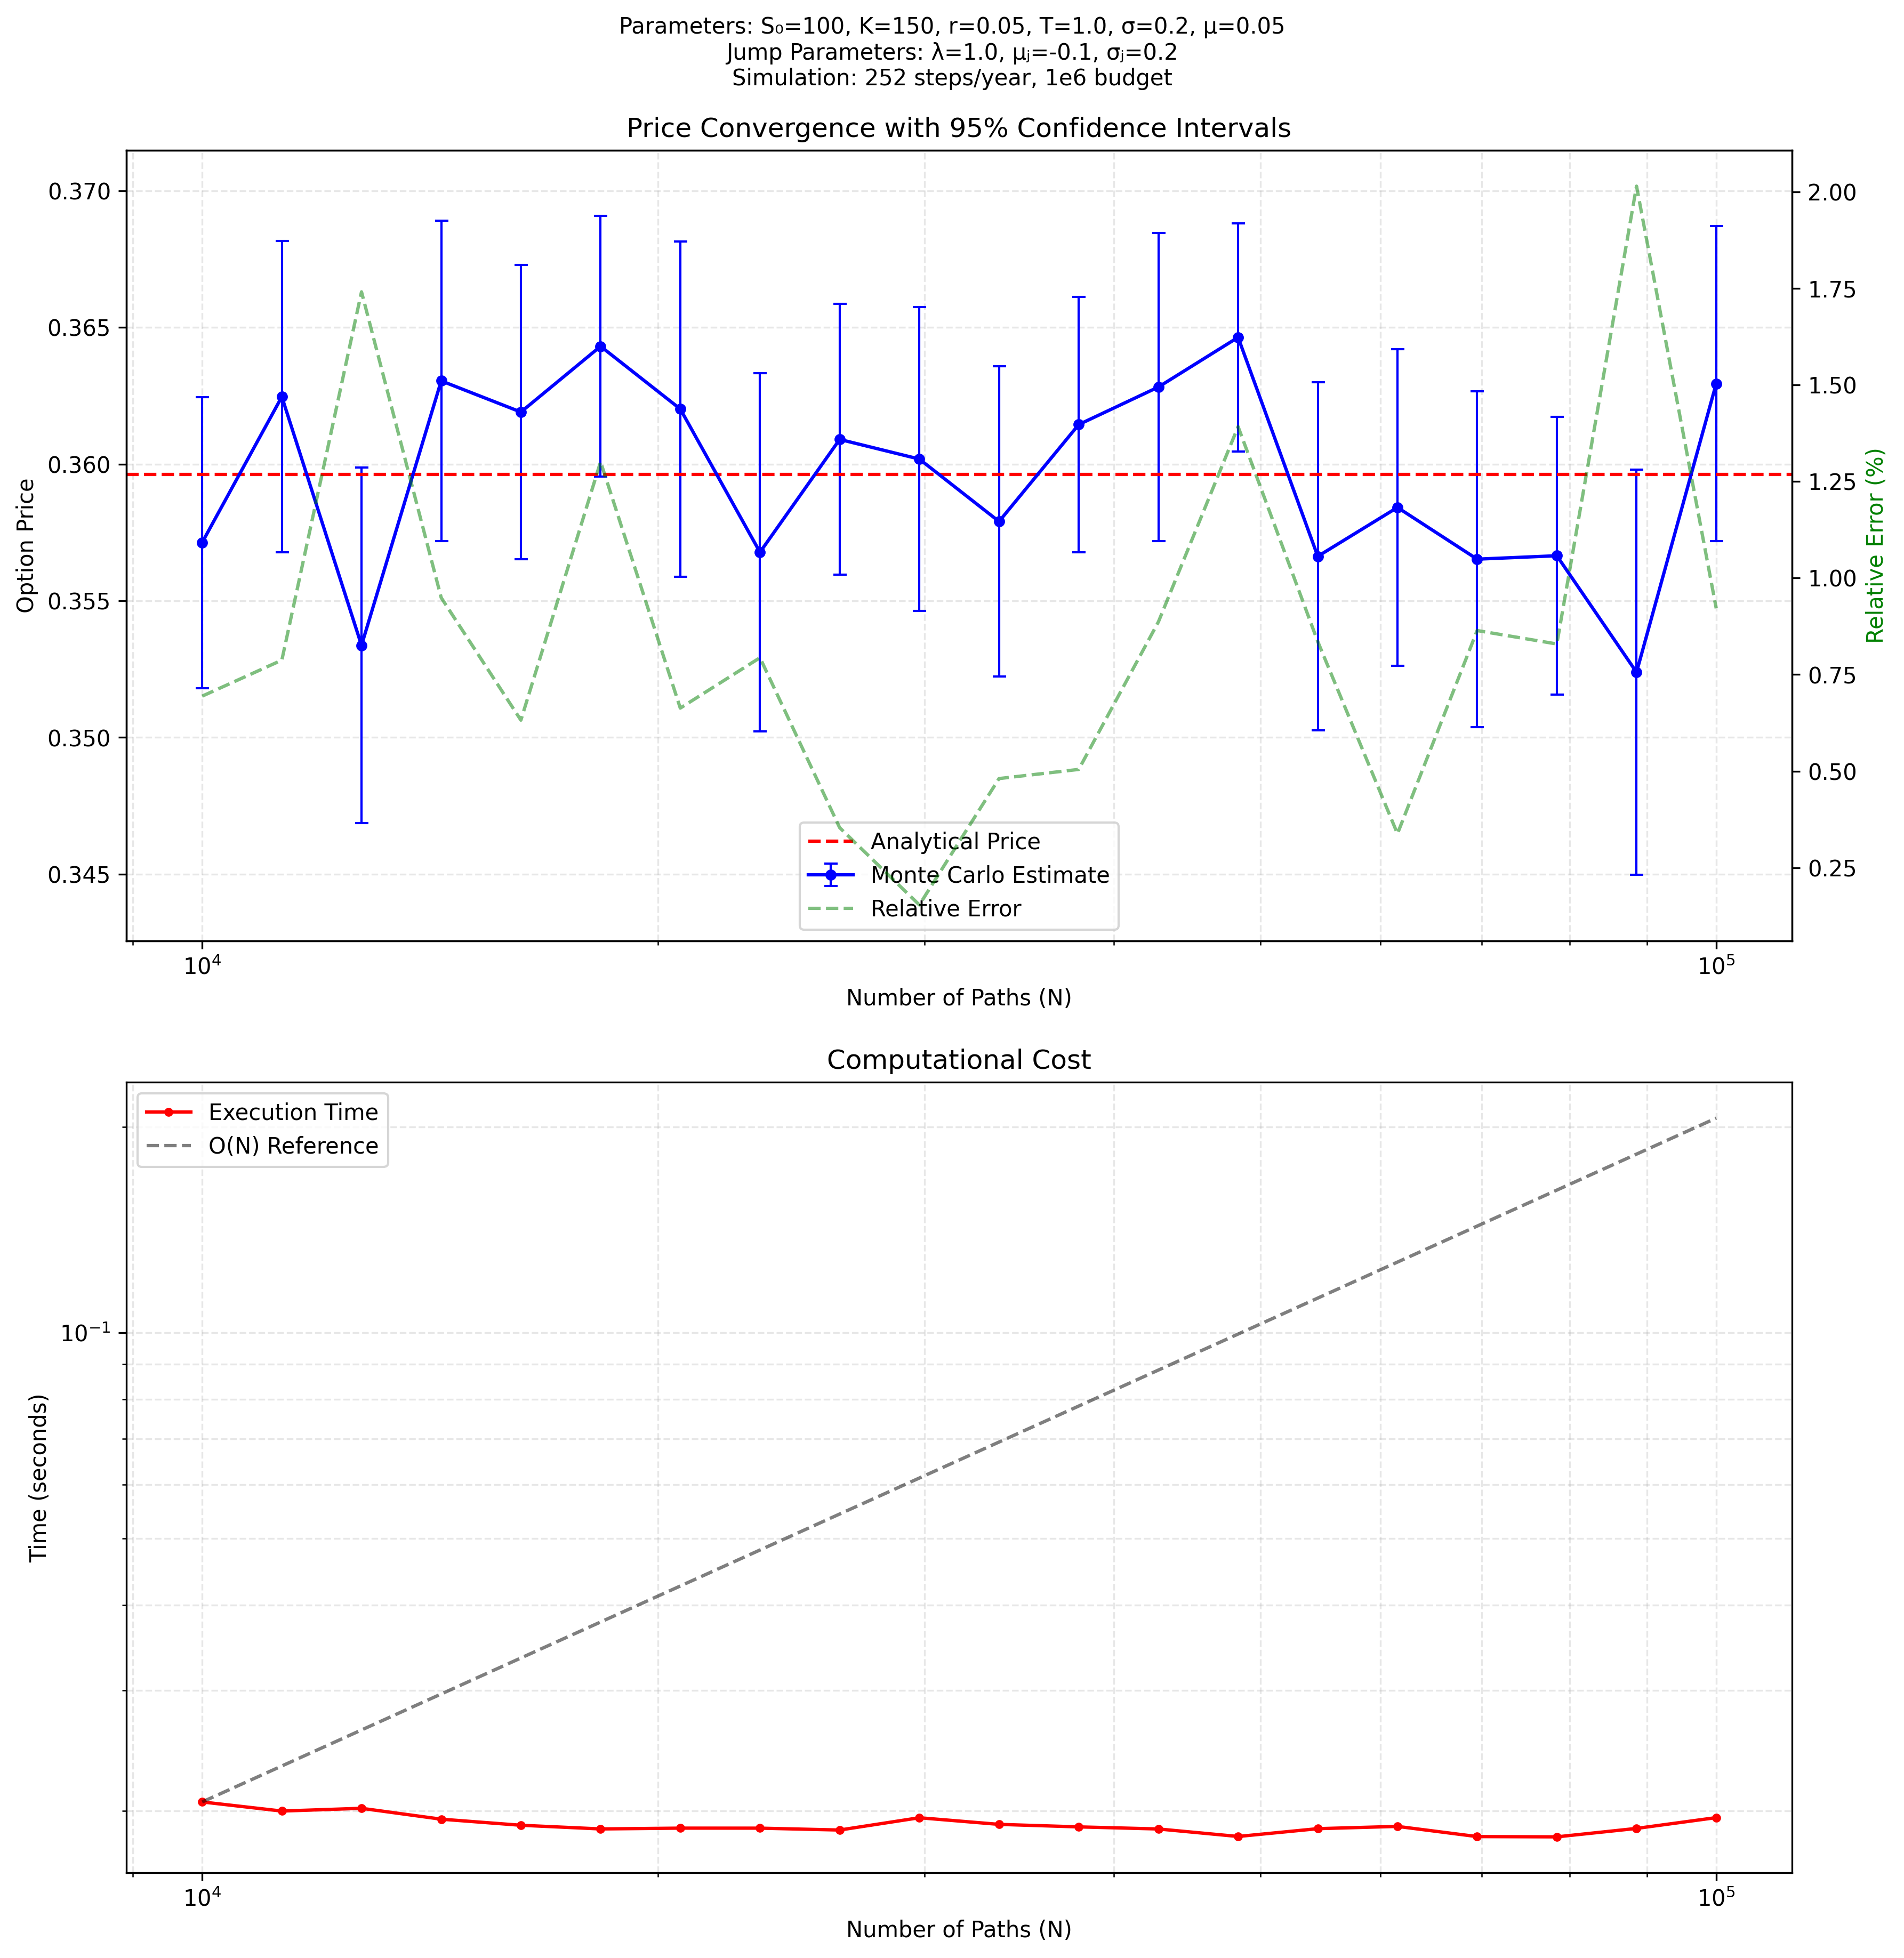 Parameters: S₀=100, K=150, r=0.05, T=1.0, σ=0.2, μ=0.05
Jump Parameters: λ=1.0, μⱼ=-0.1, σⱼ=0.2
Simulation: 252 steps/year, 1e6 budget
Price Convergence with 95% Confidence Intervals
Option Price
0.370
0.365
0.360
0.355
0.350
0.345
2.00
1.75
1.50
1.25
1.00
0.75
0.50
0.25
Relative Error (%)
Analytical Price
Monte Carlo Estimate
Relative Error
10⁴
10⁵
Number of Paths (N)
Computational Cost
Execution Time
O(N) Reference
Time (seconds)
10⁻¹
10⁴
10⁵
Number of Paths (N)